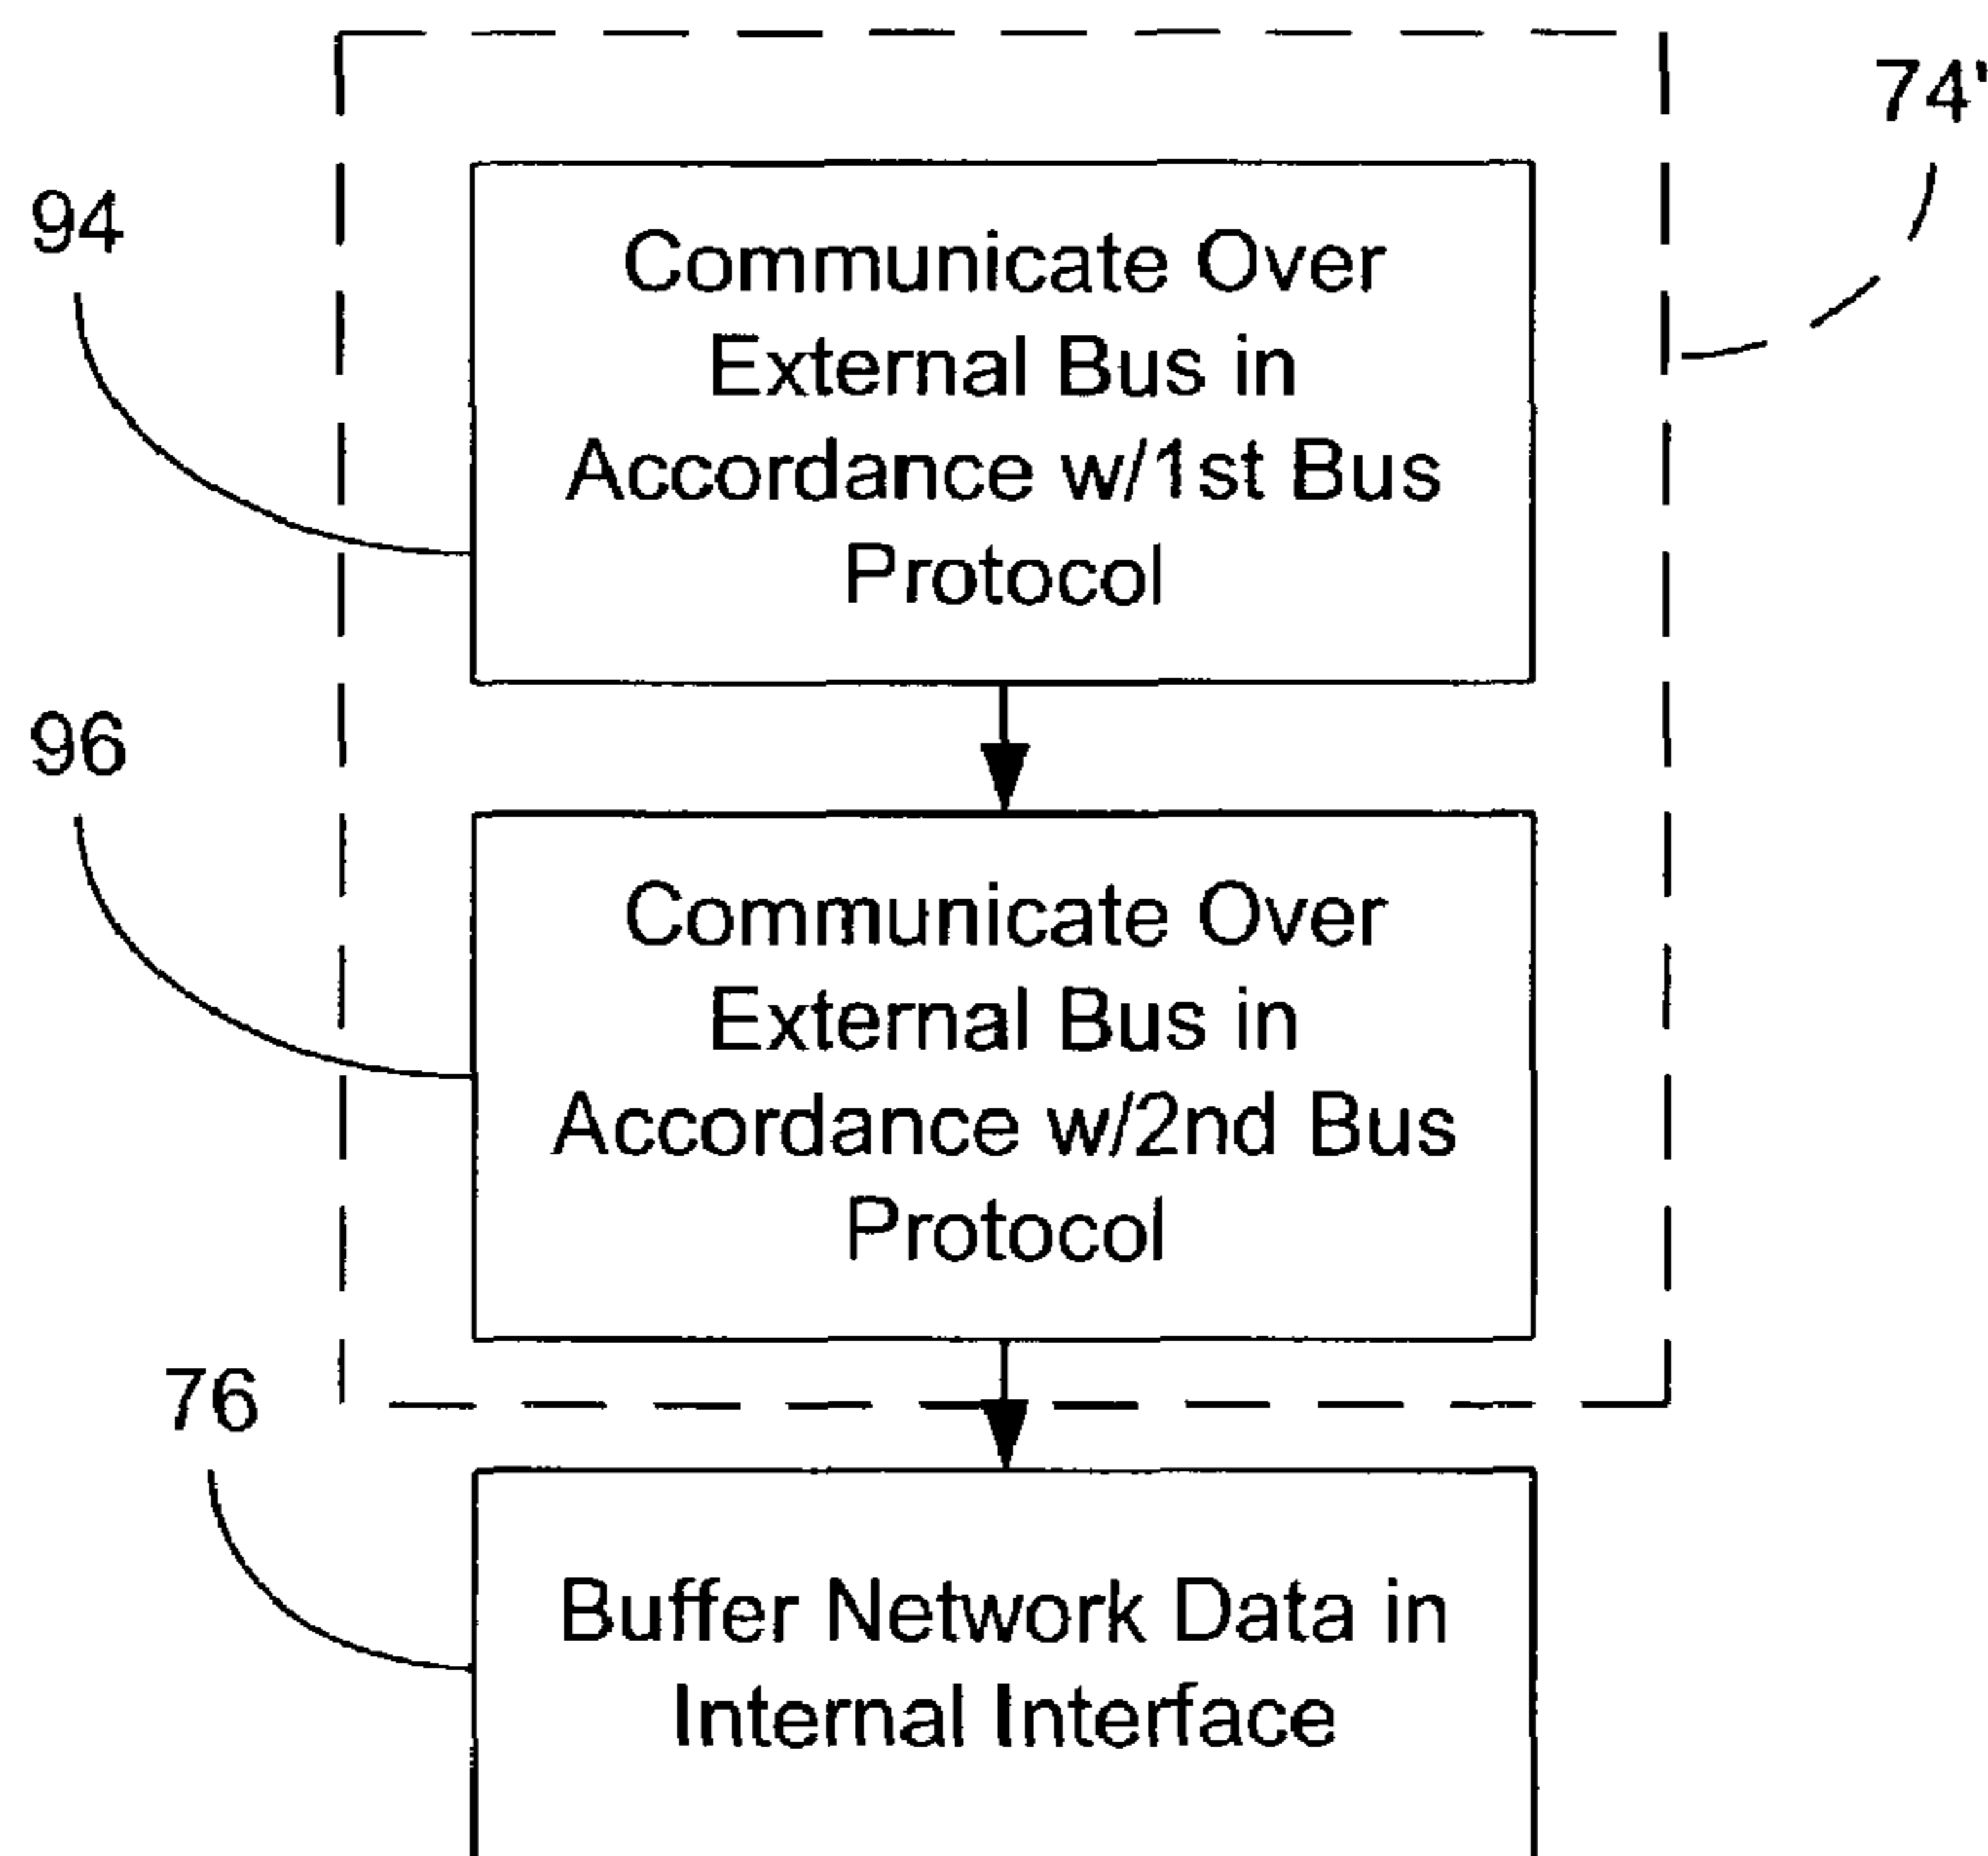 74'
94
Communicate Over
External Bus in
Accordance w/1st Bus
Protocol
96
Communicate Over
External Bus in
Accordance w/2nd Bus
Protocol
76
Buffer Network Data in
Internal Interface